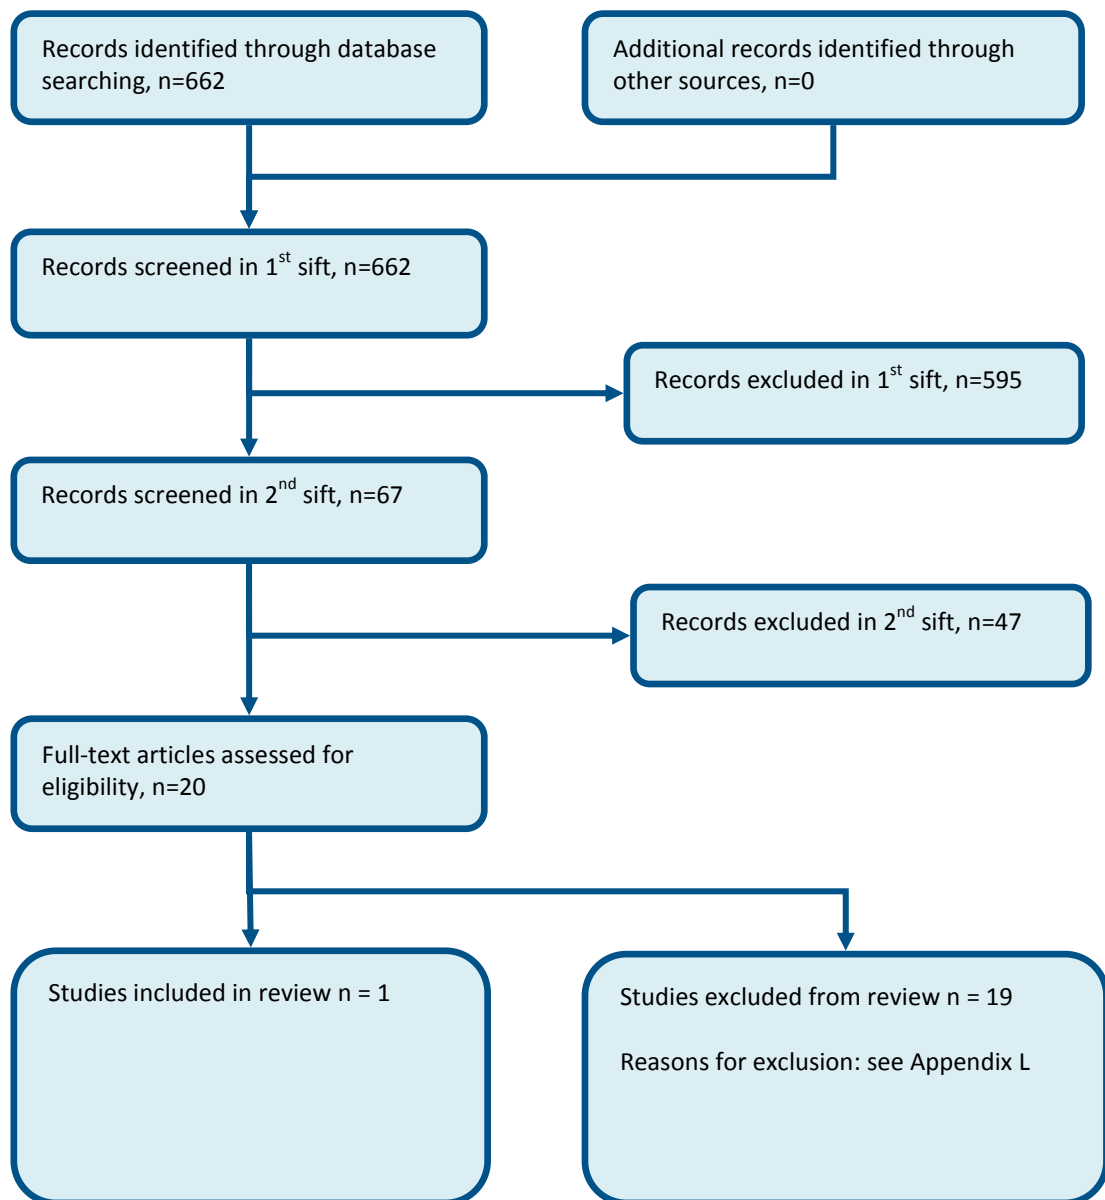 Records identified through database
searching, n=662
Additional records identified through
other sources, n=0
Records screened in 1st sift, n=662
Records excluded in 1st sift, n=595
Records screened in 2nd sift, n=67
Records excluded in 2nd sift, n=47
Full-text articles assessed for
eligibility, n=20
Studies included in review n = 1
Studies excluded from review n = 19
Reasons for exclusion: see Appendix L